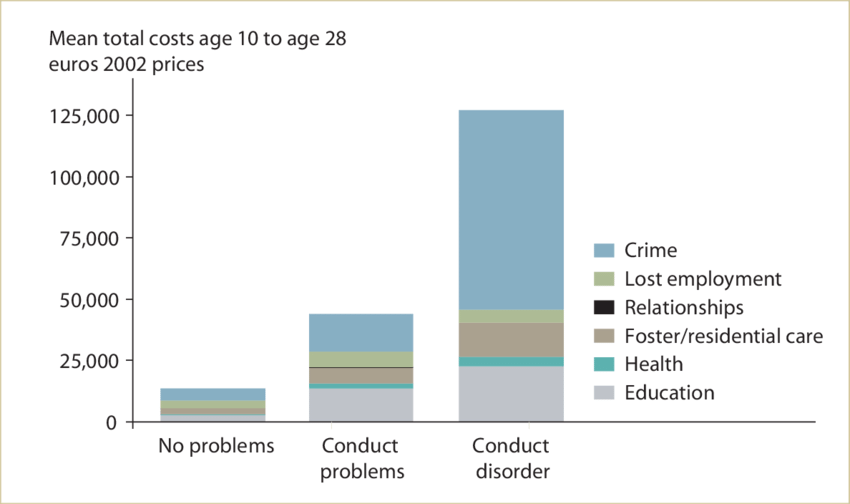 Mean total costs age 10 to age 28
euros 2002 prices
125,000
100,000
75,000
50,000
25,000
0
No problems
Conduct
problems
Conduct
disorder
Crime
Lost employment
Relationships
Foster/residential care
Health
Education